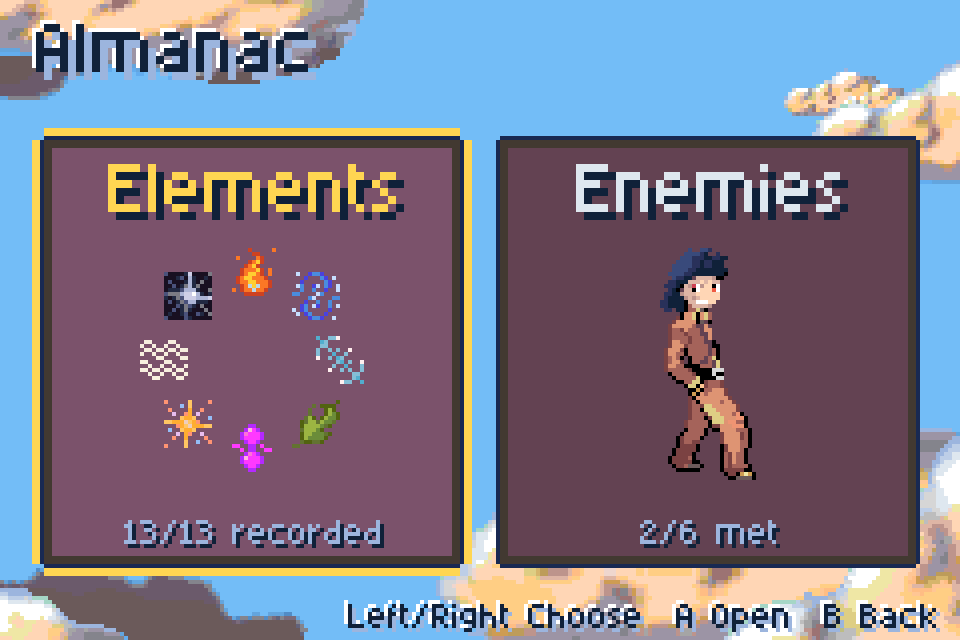 Almanac
Elements
Enemies
13/13 recorded
2/6 met
Left/Right Choose  A Open  B Back